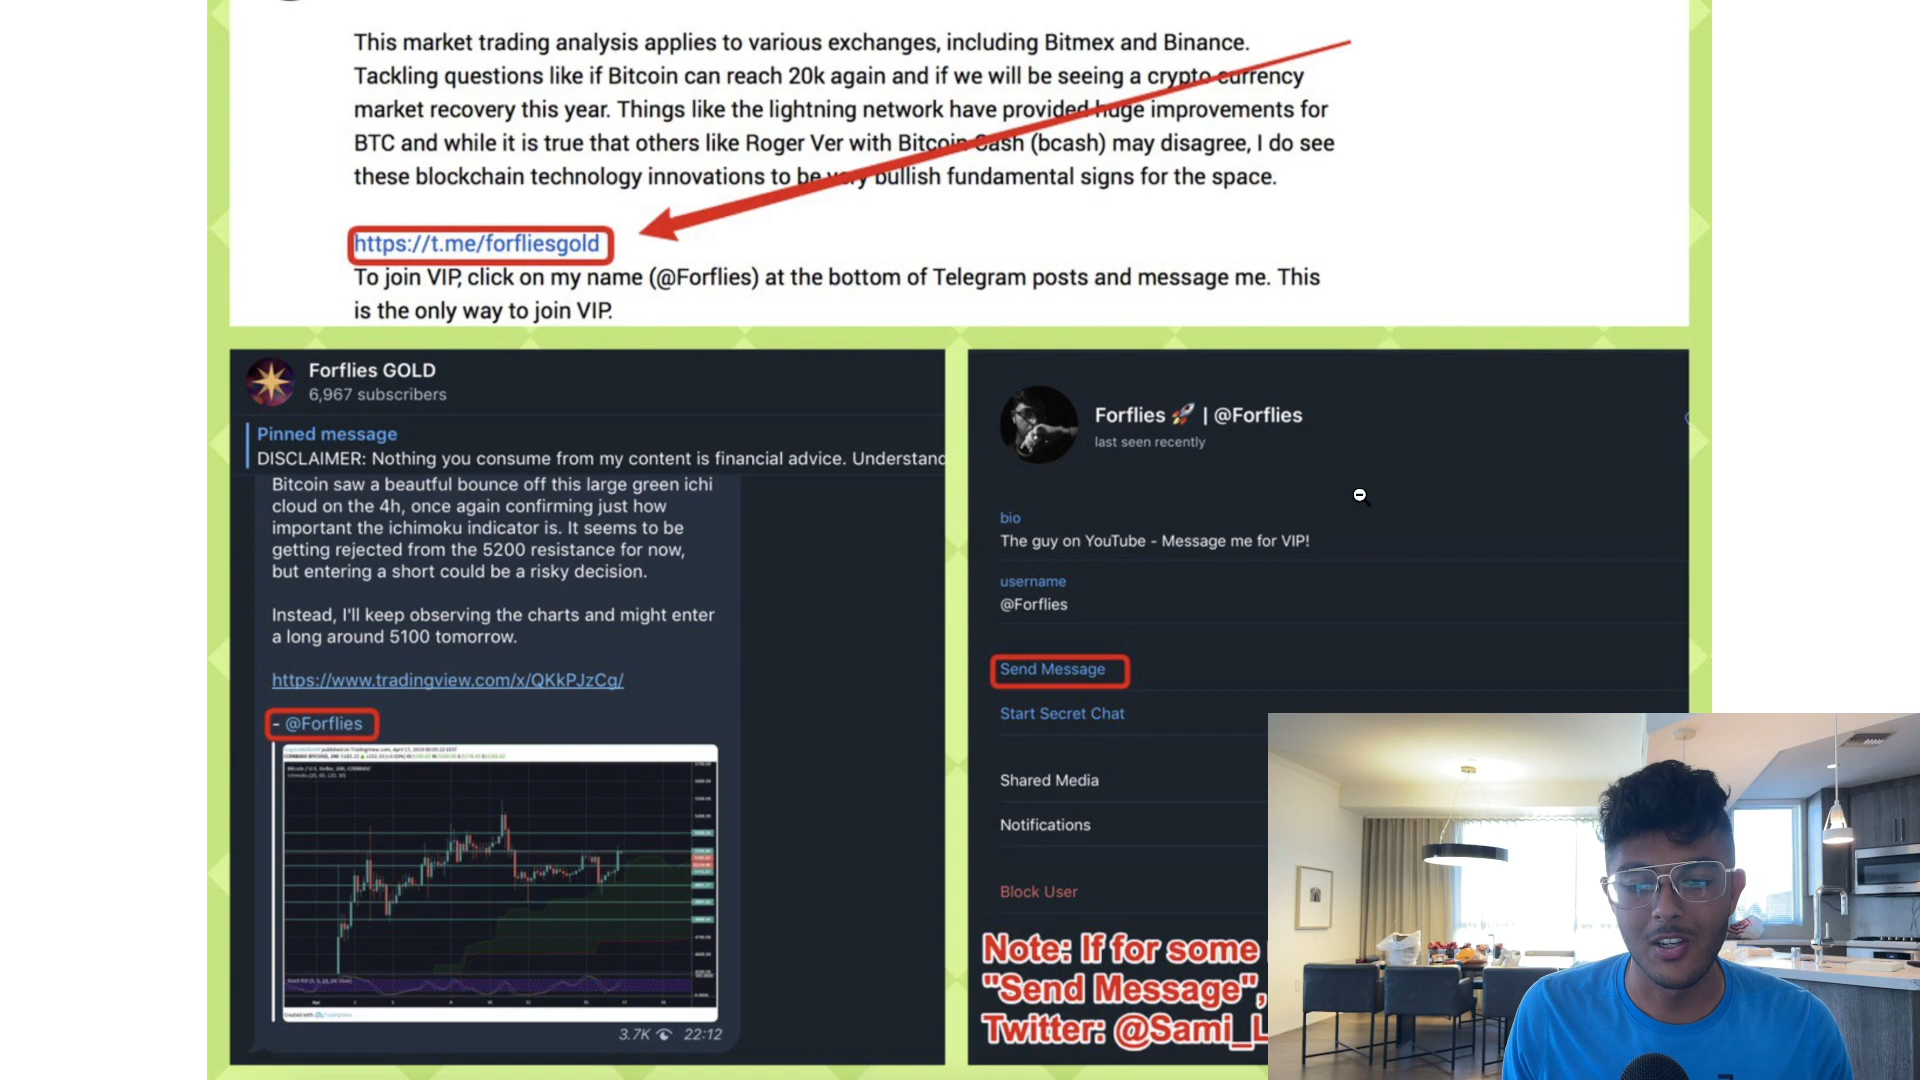 This market trading analysis applies to various exchanges, including Bitmex and Binance.
Tackling questions like if Bitcoin can reach 20k again and if we will be seeing a crypto currency
market recovery this year. Things like the lightning network have provided huge improvements for
BTC and while it is true that others like Roger Ver with Bitcoin Cash (bcash) may disagree, I do see
these blockchain technology innovations to be very bullish fundamental signs for the space.
https://t.me/forfliesgold
To join VIP, click on my name (@Forflies) at the bottom of Telegram posts and message me. This
is the only way to join VIP.
Forflies GOLD
6,967 subscribers
Pinned message
DISCLAIMER: Nothing you consume from my content is financial advice. Understand
Bitcoin saw a beautful bounce off this large green ichi
cloud on the 4h, once again confirming just how
important the ichimoku indicator is. It seems to be
getting rejected from the 5200 resistance for now,
but entering a short could be a risky decision.
Instead, I'll keep observing the charts and might enter
a long around 5100 tomorrow.
https://www.tradingview.com/x/QKkPJzCg/
- @Forflies
3.7K 22:12
Forflies 🚀 | @Forflies
last seen recently
bio
The guy on YouTube - Message me for VIP!
username
@Forflies
Send Message
Start Secret Chat
Shared Media
Notifications
Block User
Note: If for some
"Send Message",
Twitter: @Sami_L